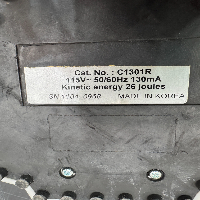 Cat. No. : C1301R
115V~ 50/60Hz 130mA
Kinetic energy 26 joules
MADE IN KOREA